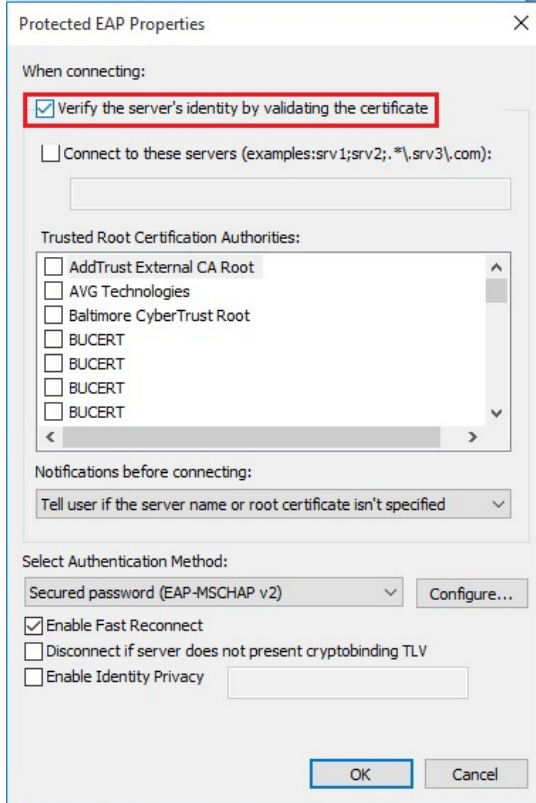 Protected EAP Properties
When connecting:
Verify the server's identity by validating the certificate
Connect to these servers (examples:srv1;srv2;.*\.srv3\.com):
Trusted Root Certification Authorities:
AddTrust External CA Root
AVG Technologies
Baltimore CyberTrust Root
BUCERT
BUCERT
BUCERT
BUCERT
Notifications before connecting:
Tell user if the server name or root certificate isn't specified
Select Authentication Method:
Secured password (EAP-MSCHAP v2) Configure...
Enable Fast Reconnect
Disconnect if server does not present cryptobinding TLV
Enable Identity Privacy
OK Cancel